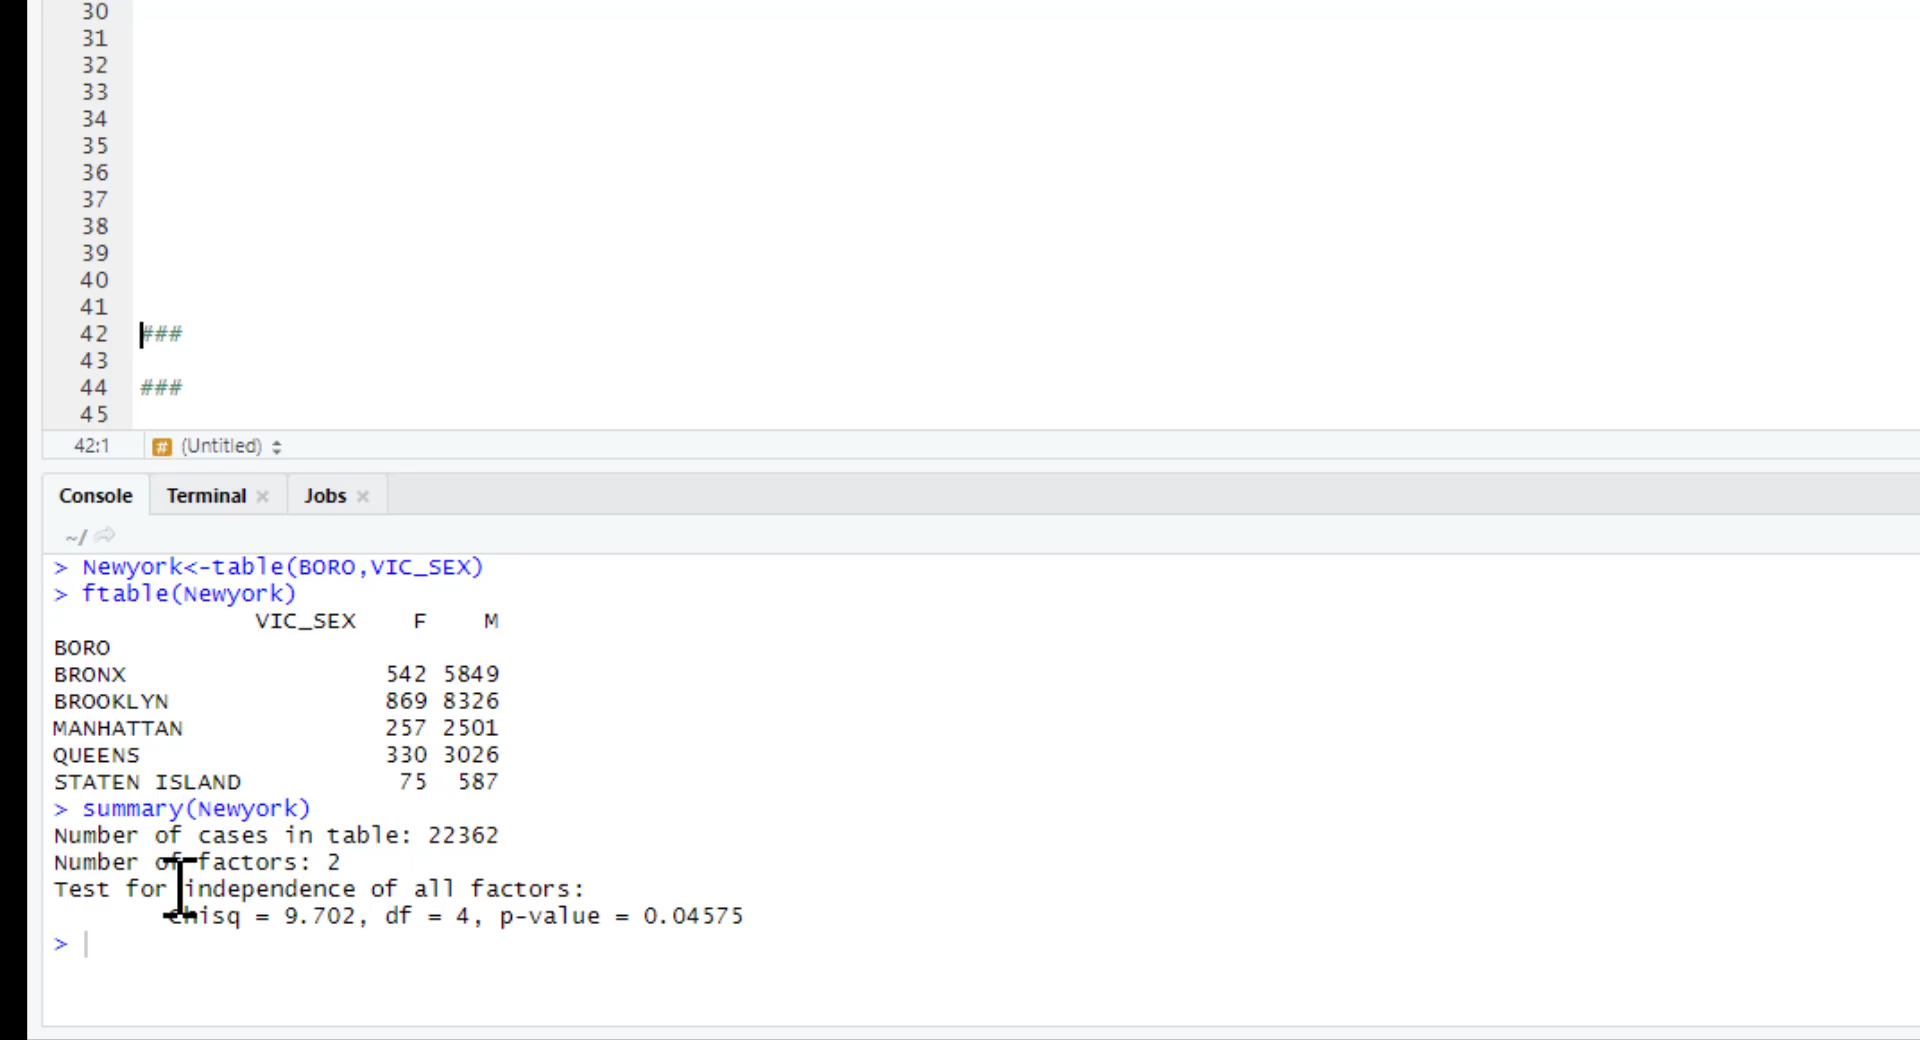 30
31
32
33
34
35
36
37
38
39
40
41
42 ###
43
44 ###
45
42:1 # (Untitled)
Console Terminal Jobs
~/
> Newyork<-table(BORO,VIC_SEX)
> ftable(Newyork)
VIC_SEX F M
BORO
BRONX 542 5849
BROOKLYN 869 8326
MANHATTAN 257 2501
QUEENS 330 3026
STATEN ISLAND 75 587
> summary(Newyork)
Number of cases in table: 22362
Number of factors: 2
Test for independence of all factors:
Chisq = 9.702, df = 4, p-value = 0.04575
>